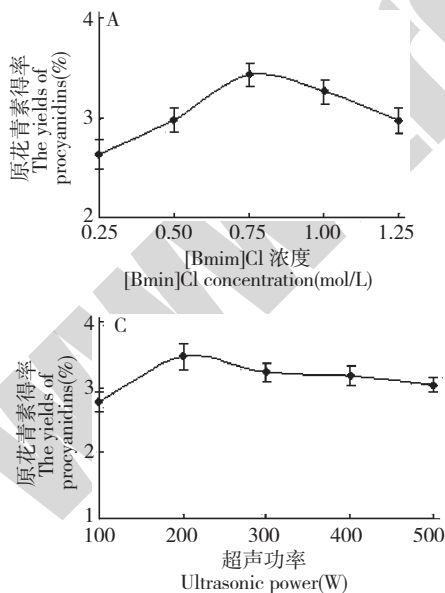 A
4
3
2
原花青素得率
The yields of
procyanidins(%)
0.25 0.50 0.75 1.00 1.25
[Bmim]Cl 浓度
[Bmin]Cl concentration(mol/L)
C
4
3
2
1
原花青素得率
The yields of
procyanidins(%)
100 200 300 400 500
超声功率
Ultrasonic power(W)